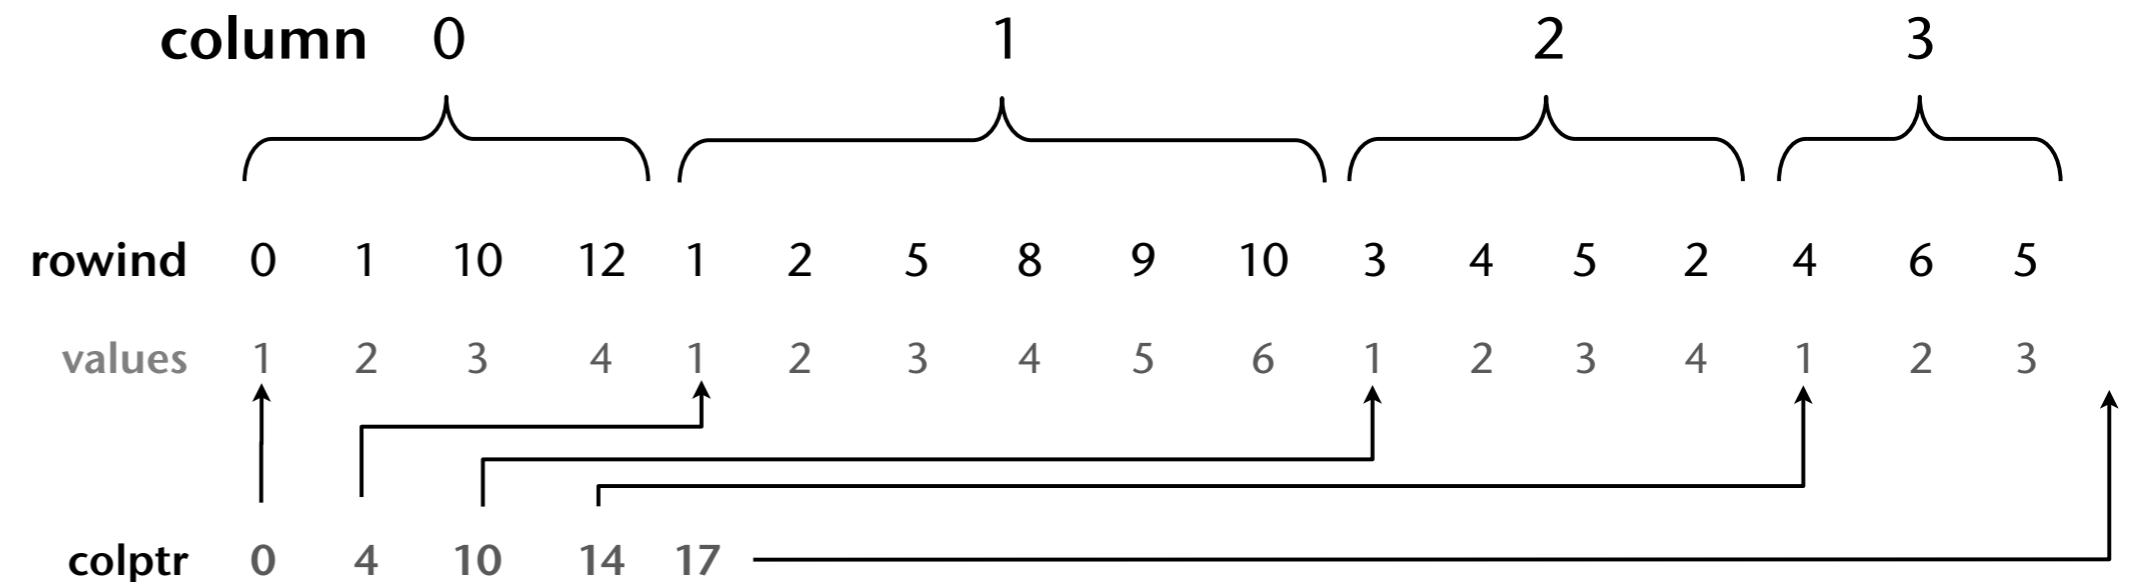 column 0 1 2 3
rowind 0 1 10 12 1 2 5 8 9 10 3 4 5 2 4 6 5
values 1 2 3 4 1 2 3 4 5 6 1 2 3 4 1 2 3
colptr 0 4 10 14 17